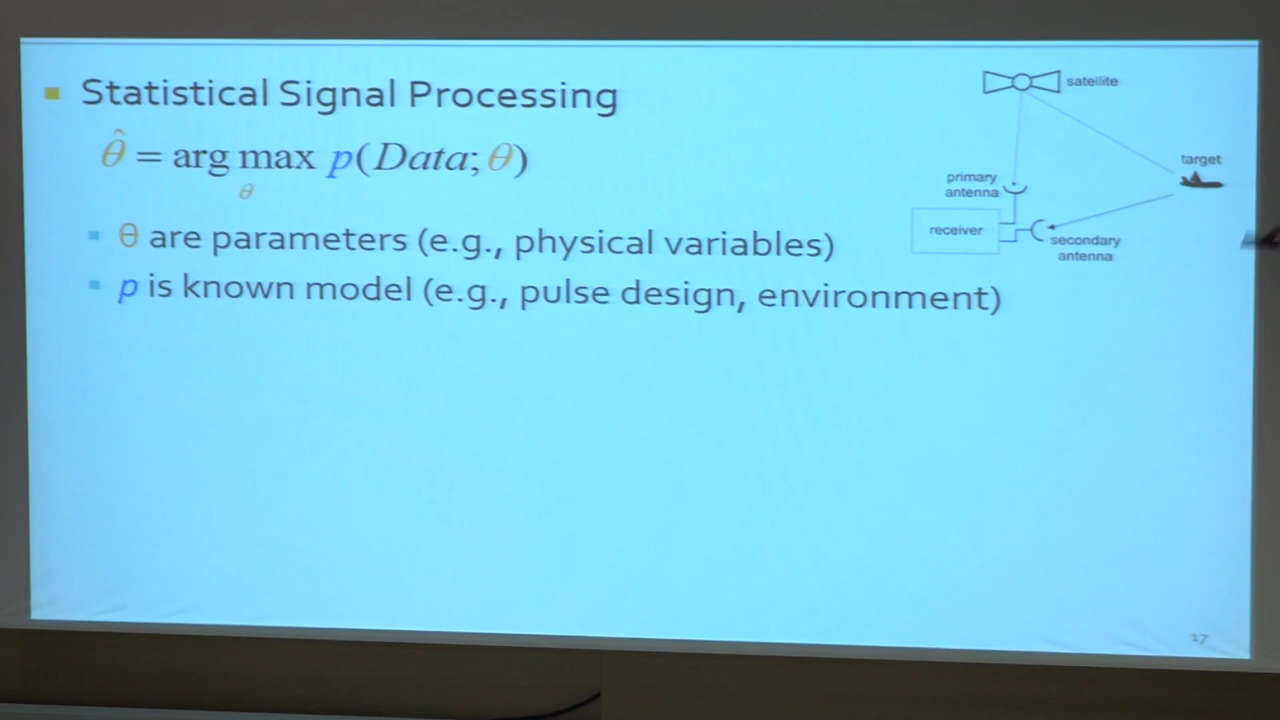 Statistical Signal Processing
θ̂ = arg max p(Data; θ)
θ
θ are parameters (e.g., physical variables)
p is known model (e.g., pulse design, environment)
satellite
target
primary
antenna
receiver
secondary
antenna
17